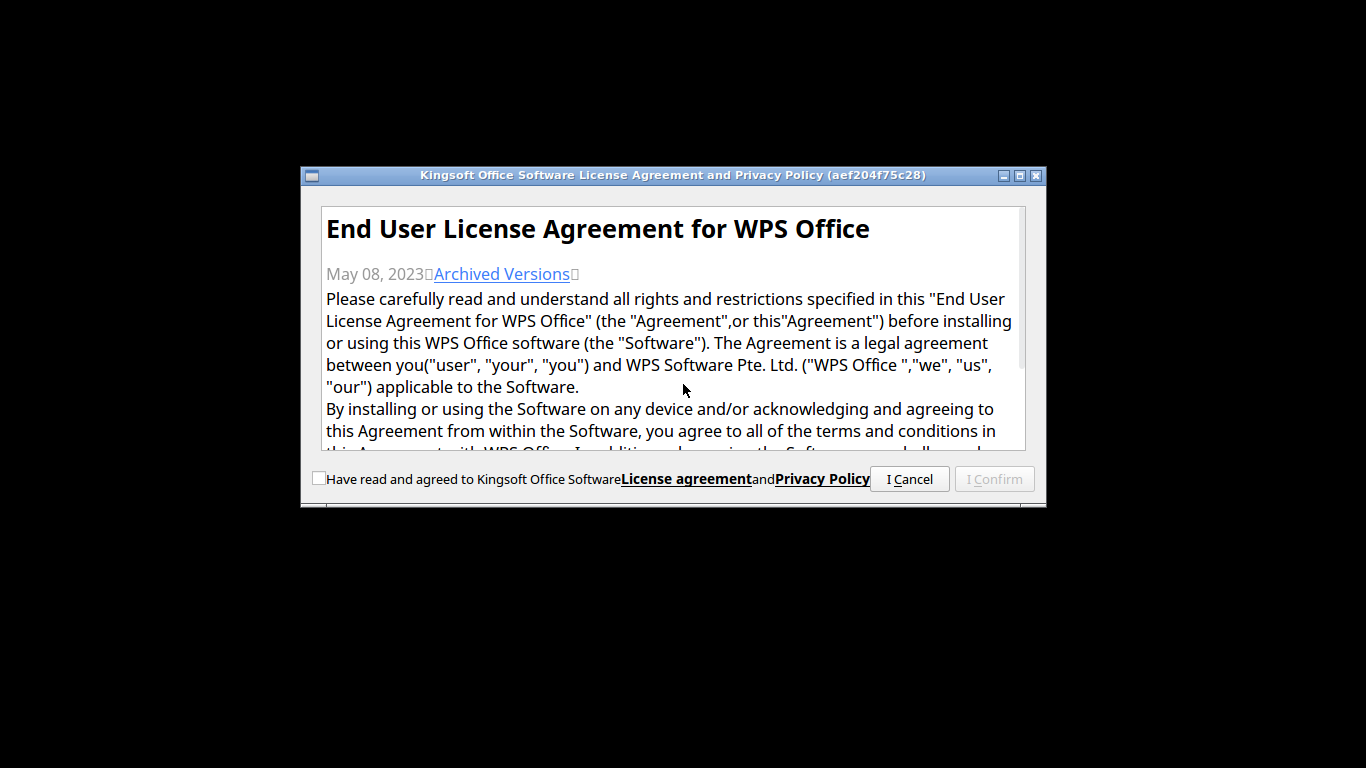 Kingsoft Office Software License Agreement and Privacy Policy (aef204f75c28)
End User License Agreement for WPS Office
May 08, 2023▯Archived Versions▯
Please carefully read and understand all rights and restrictions specified in this "End User
License Agreement for WPS Office" (the "Agreement",or this"Agreement") before installing
or using this WPS Office software (the "Software"). The Agreement is a legal agreement
between you("user", "your", "you") and WPS Software Pte. Ltd. ("WPS Office ","we", "us",
"our") applicable to the Software.
By installing or using the Software on any device and/or acknowledging and agreeing to
this Agreement from within the Software, you agree to all of the terms and conditions in
Have read and agreed to Kingsoft Office SoftwareLicense agreementandPrivacy Policy I Cancel I Confirm